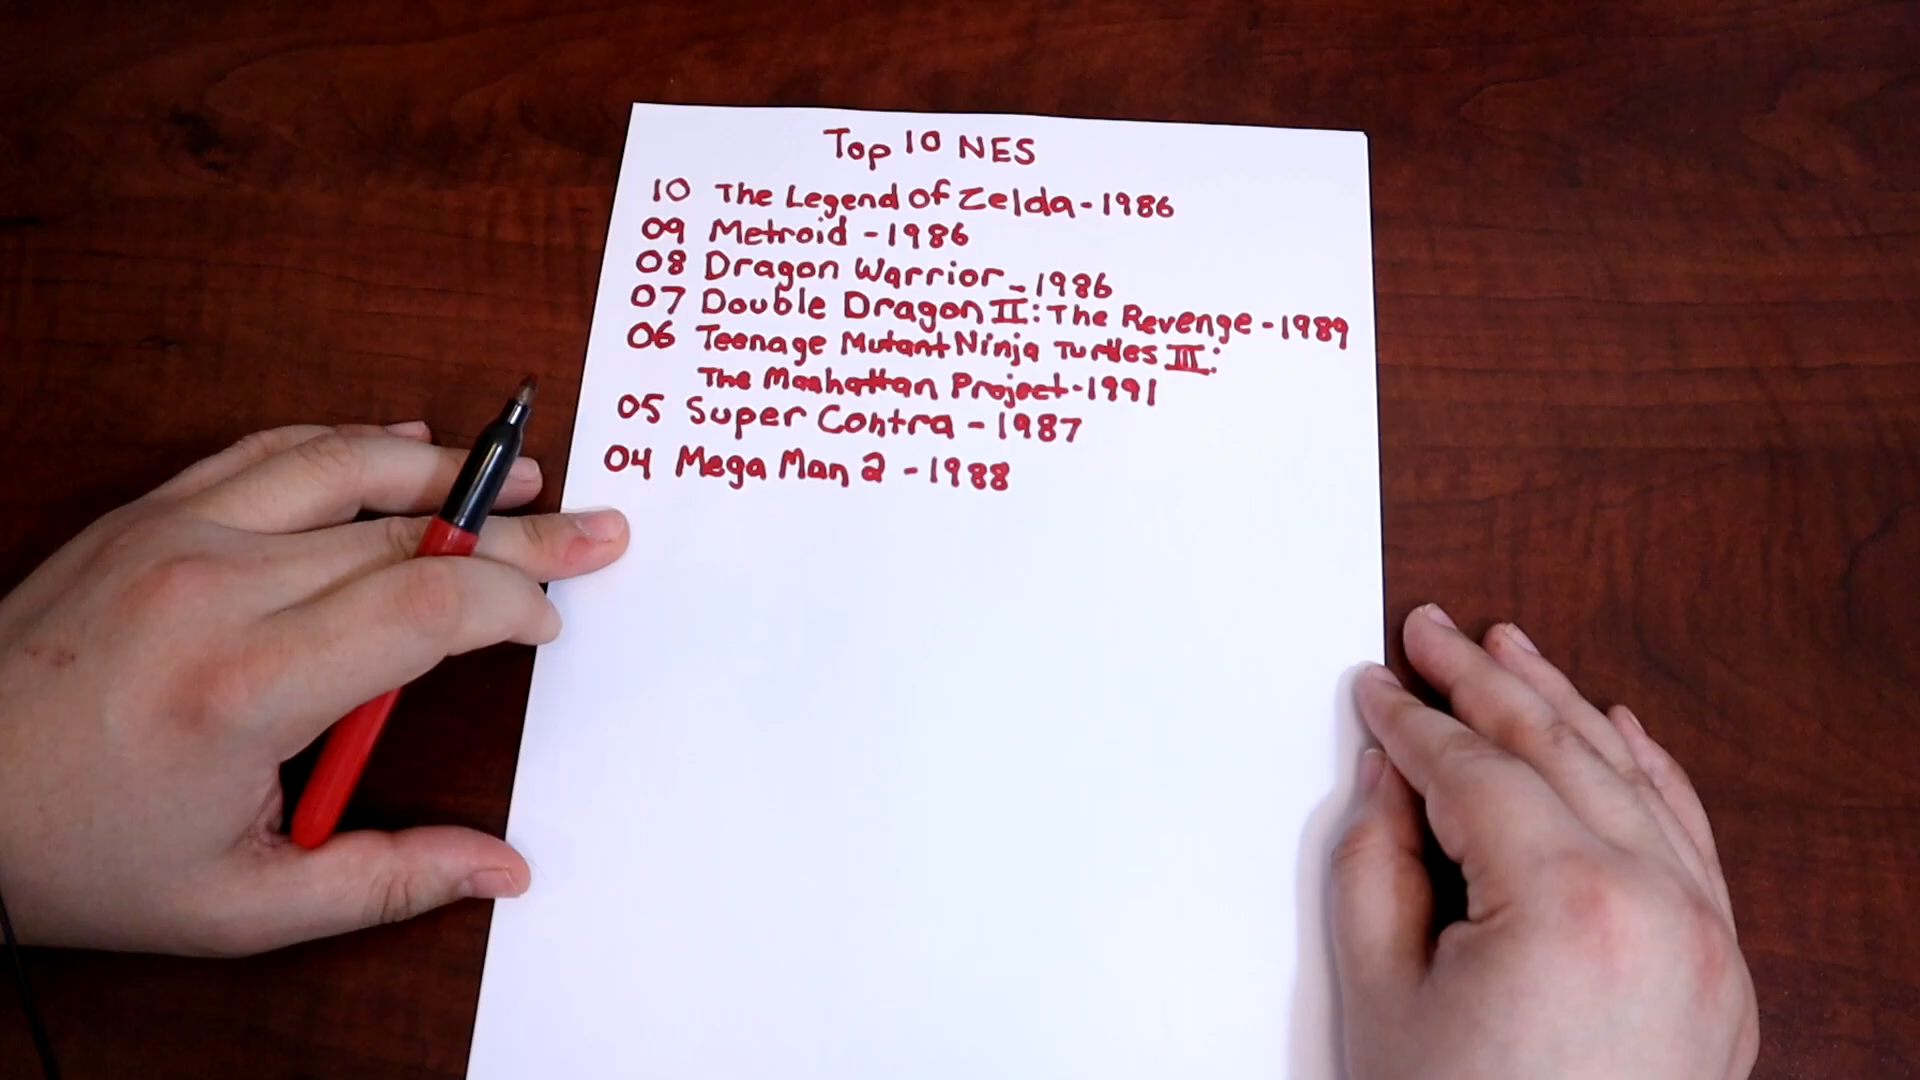 Top 10 NES
10 The Legend of Zelda - 1986
09 Metroid - 1986
08 Dragon Warrior - 1986
07 Double Dragon II: The Revenge - 1989
06 Teenage Mutant Ninja Turtles III:
The Manhattan Project - 1991
05 Super Contra - 1987
04 Mega Man 2 - 1988